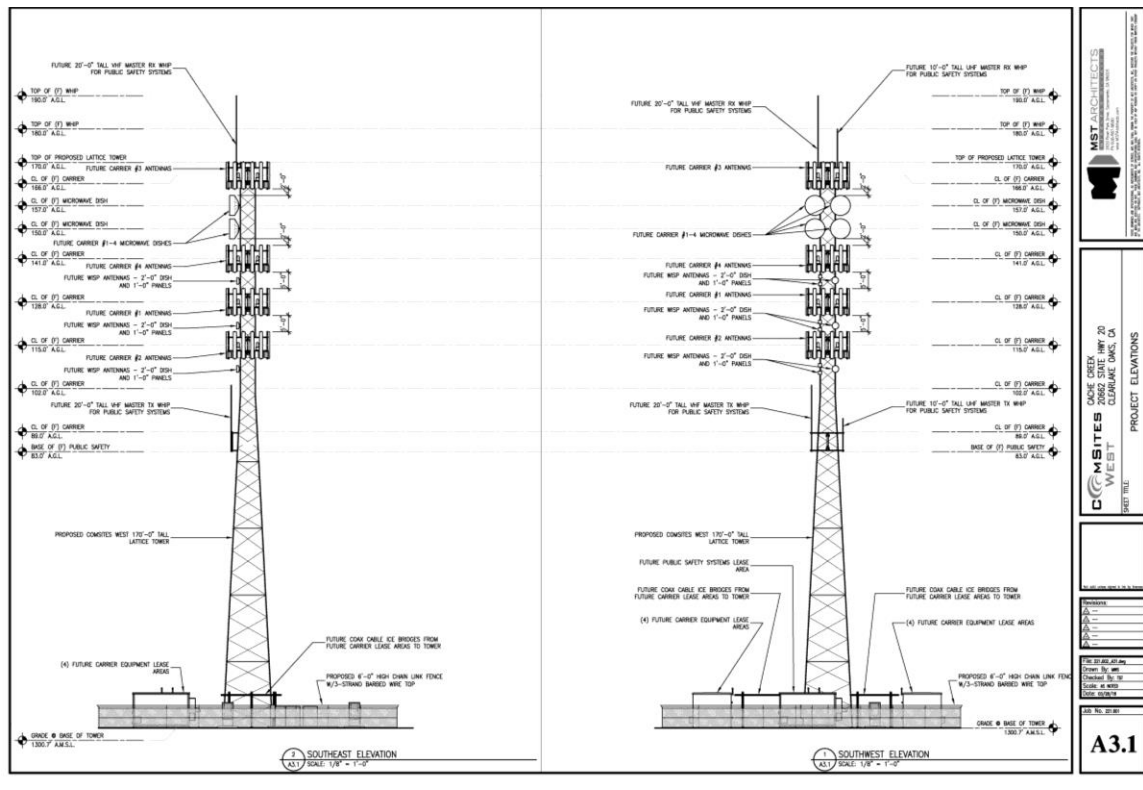 FUTURE 20'-0" TALL VHF MASTER RX WHIP
FOR PUBLIC SAFETY SYSTEMS
TOP OF (F) WHIP
190.0' A.G.L.
TOP OF (F) WHIP
180.0' A.G.L.
TOP OF PROPOSED LATTICE TOWER
170.0' A.G.L.
FUTURE CARRIER #3 ANTENNAS
CL OF (F) CARRIER
166.0' A.G.L.
CL OF (F) MICROWAVE DISH
157.0' A.G.L.
CL OF (F) MICROWAVE DISH
150.0' A.G.L.
FUTURE CARRIER #1-4 MICROWAVE DISHES
CL OF (F) CARRIER
141.0' A.G.L.
FUTURE CARRIER #4 ANTENNAS
FUTURE WISP ANTENNAS - 2'-0" DISH
AND 1'-0" PANELS
CL OF (F) CARRIER
128.0' A.G.L.
FUTURE CARRIER #1 ANTENNAS
FUTURE WISP ANTENNAS - 2'-0" DISH
AND 1'-0" PANELS
CL OF (F) CARRIER
115.0' A.G.L.
FUTURE CARRIER #2 ANTENNAS
FUTURE WISP ANTENNAS - 2'-0" DISH
AND 1'-0" PANELS
CL OF (F) CARRIER
102.0' A.G.L.
FUTURE 20'-0" TALL VHF MASTER TX WHIP
FOR PUBLIC SAFETY SYSTEMS
CL OF (F) CARRIER
89.0' A.G.L.
BASE OF (F) PUBLIC SAFETY
83.0' A.G.L.
PROPOSED COMSITES WEST 170'-0" TALL
LATTICE TOWER
FUTURE COAX CABLE ICE BRIDGES FROM
FUTURE CARRIER LEASE AREAS TO TOWER
(4) FUTURE CARRIER EQUIPMENT LEASE
AREAS
PROPOSED 6'-0" HIGH CHAIN LINK FENCE
W/3-STRAND BARBED WIRE TOP
GRADE @ BASE OF TOWER
1300.7' A.M.S.L.
2
A3.1
SOUTHEAST ELEVATION
SCALE: 1/8" = 1'-0"
FUTURE 10'-0" TALL UHF MASTER RX WHIP
FOR PUBLIC SAFETY SYSTEMS
FUTURE 20'-0" TALL VHF MASTER RX WHIP
FOR PUBLIC SAFETY SYSTEMS
TOP OF (F) WHIP
190.0' A.G.L.
TOP OF (F) WHIP
180.0' A.G.L.
TOP OF PROPOSED LATTICE TOWER
170.0' A.G.L.
FUTURE CARRIER #3 ANTENNAS
CL OF (F) CARRIER
166.0' A.G.L.
CL OF (F) MICROWAVE DISH
157.0' A.G.L.
CL OF (F) MICROWAVE DISH
150.0' A.G.L.
FUTURE CARRIER #1-4 MICROWAVE DISHES
CL OF (F) CARRIER
141.0' A.G.L.
FUTURE CARRIER #4 ANTENNAS
FUTURE WISP ANTENNAS - 2'-0" DISH
AND 1'-0" PANELS
FUTURE CARRIER #1 ANTENNAS
CL OF (F) CARRIER
128.0' A.G.L.
FUTURE WISP ANTENNAS - 2'-0" DISH
AND 1'-0" PANELS
FUTURE CARRIER #2 ANTENNAS
CL OF (F) CARRIER
115.0' A.G.L.
FUTURE WISP ANTENNAS - 2'-0" DISH
AND 1'-0" PANELS
CL OF (F) CARRIER
102.0' A.G.L.
FUTURE 20'-0" TALL VHF MASTER TX WHIP
FOR PUBLIC SAFETY SYSTEMS
FUTURE 10'-0" TALL UHF MASTER TX WHIP
FOR PUBLIC SAFETY SYSTEMS
CL OF (F) CARRIER
89.0' A.G.L.
BASE OF (F) PUBLIC SAFETY
83.0' A.G.L.
PROPOSED COMSITES WEST 170'-0" TALL
LATTICE TOWER
FUTURE PUBLIC SAFETY SYSTEMS LEASE
AREA
FUTURE COAX CABLE ICE BRIDGES FROM
FUTURE CARRIER LEASE AREAS TO TOWER
FUTURE COAX CABLE ICE BRIDGES FROM
FUTURE CARRIER LEASE AREAS TO TOWER
(4) FUTURE CARRIER EQUIPMENT LEASE
AREAS
(4) FUTURE CARRIER EQUIPMENT LEASE AREAS
PROPOSED 6'-0" HIGH CHAIN LINK FENCE
W/3-STRAND BARBED WIRE TOP
GRADE @ BASE OF TOWER
1300.7' A.M.S.L.
1
A3.1
SOUTHWEST ELEVATION
SCALE: 1/8" = 1'-0"
MST ARCHITECTS
COMSITES
WEST
CACHE CREEK
20662 STATE HWY 20
CLEARLAKE OAKS, CA
SHEET TITLE:
PROJECT ELEVATIONS
Revisions:
Drawn By:
Checked By:
Scale:
Date:
Job No.
A3.1